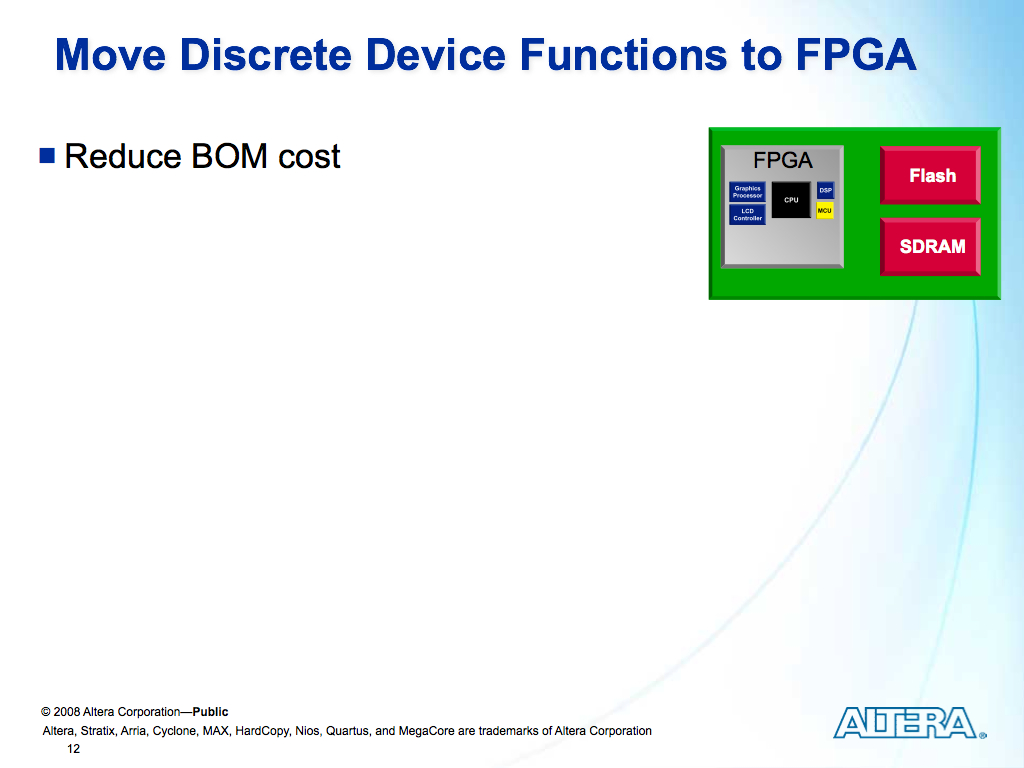 Move Discrete Device Functions to FPGA
Reduce BOM cost
FPGA
Graphics
Processor
LCD
Controller
CPU
DSP
MCU
Flash
SDRAM
© 2008 Altera Corporation—Public
Altera, Stratix, Arria, Cyclone, MAX, HardCopy, Nios, Quartus, and MegaCore are trademarks of Altera Corporation
12
ALTERA®